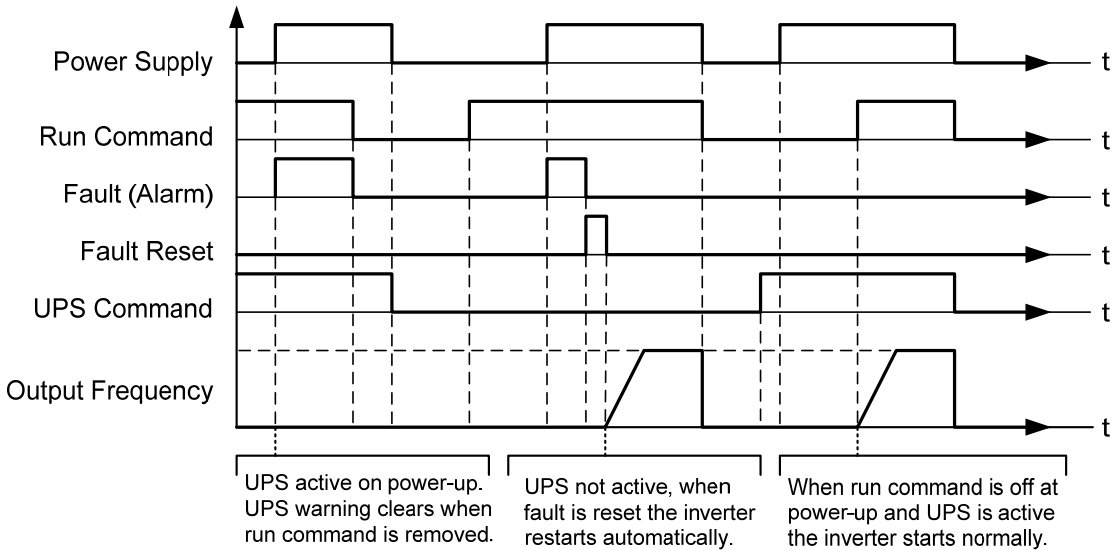 Power Supply
t
Run Command
t
Fault (Alarm)
t
Fault Reset
t
UPS Command
t
Output Frequency
t
UPS active on power-up.
UPS warning clears when
run command is removed.
UPS not active, when
fault is reset the inverter
restarts automatically.
When run command is off at
power-up and UPS is active
the inverter starts normally.